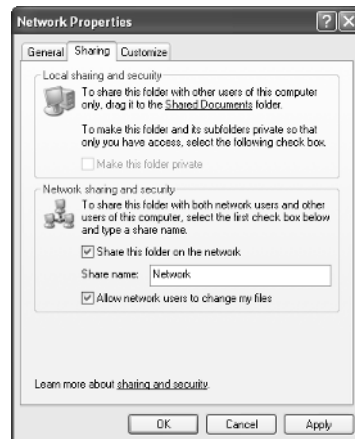 Network Properties
General Sharing Customize
Local sharing and security
To share this folder with other users of this computer
only, drag it to the Shared Documents folder.
To make this folder and its subfolders private so that
only you have access, select the following check box.
Make this folder private
Network sharing and security
To share this folder with both network users and other
users of this computer, select the first check box below
and type a share name.
Share this folder on the network
Share name: Network
Allow network users to change my files
Learn more about sharing and security.
OK Cancel Apply